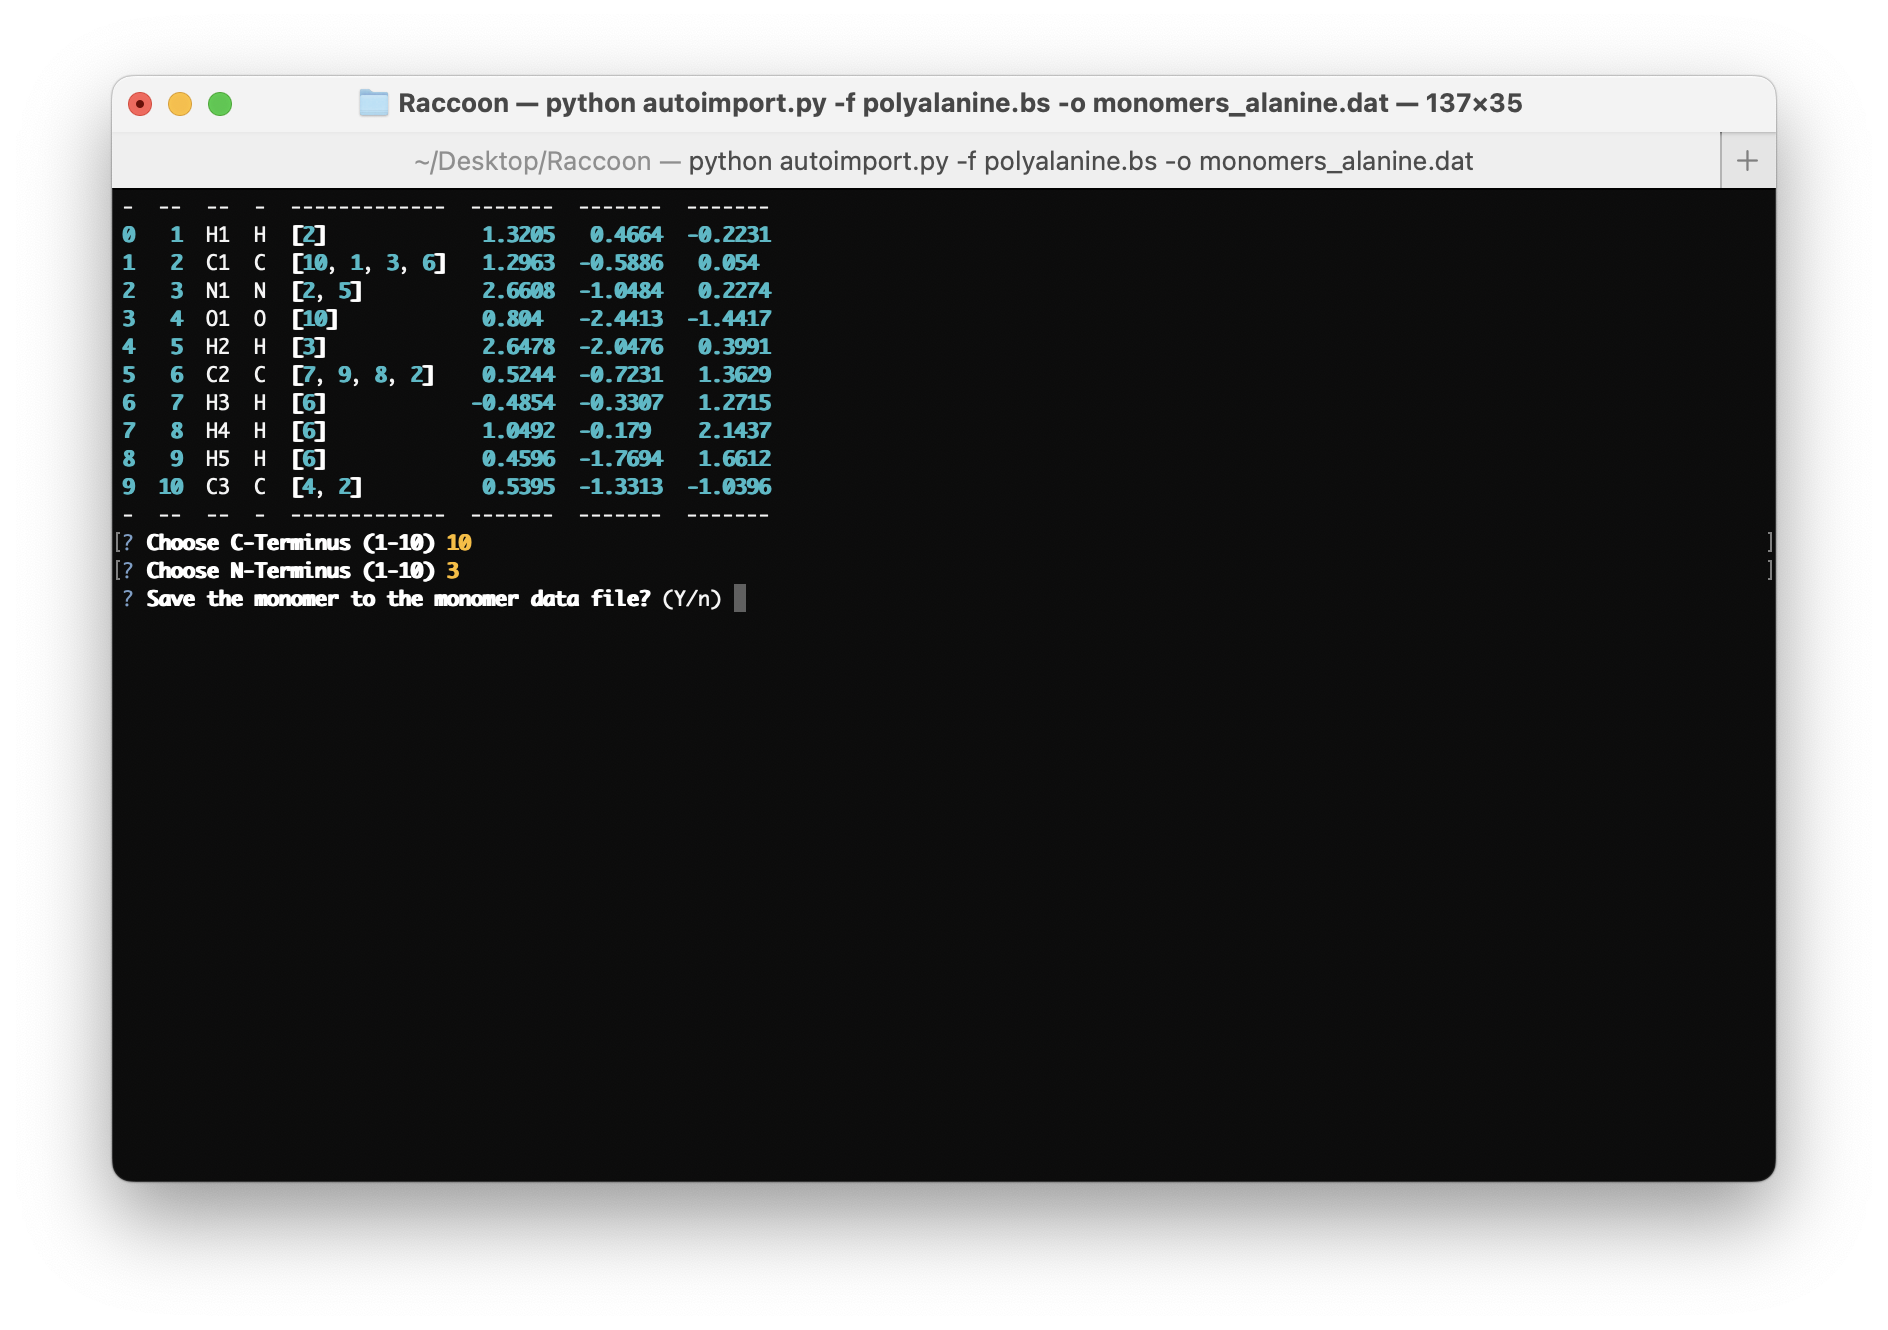 Raccoon — python autoimport.py -f polyalanine.bs -o monomers_alanine.dat — 137×35
~/Desktop/Raccoon — python autoimport.py -f polyalanine.bs -o monomers_alanine.dat +
-  --  --  -  -------------  -------  -------  -------
0   1  H1  H  [2]             1.3205   0.4664  -0.2231
1   2  C1  C  [10, 1, 3, 6]   1.2963  -0.5886   0.054
2   3  N1  N  [2, 5]          2.6608  -1.0484   0.2274
3   4  O1  O  [10]            0.804   -2.4413  -1.4417
4   5  H2  H  [3]             2.6478  -2.0476   0.3991
5   6  C2  C  [7, 9, 8, 2]    0.5244  -0.7231   1.3629
6   7  H3  H  [6]            -0.4854  -0.3307   1.2715
7   8  H4  H  [6]             1.0492  -0.179    2.1437
8   9  H5  H  [6]             0.4596  -1.7694   1.6612
9  10  C3  C  [4, 2]          0.5395  -1.3313  -1.0396
-  --  --  -  -------------  -------  -------  -------
[? Choose C-Terminus (1-10) 10 ]
[? Choose N-Terminus (1-10) 3 ]
? Save the monomer to the monomer data file? (Y/n)